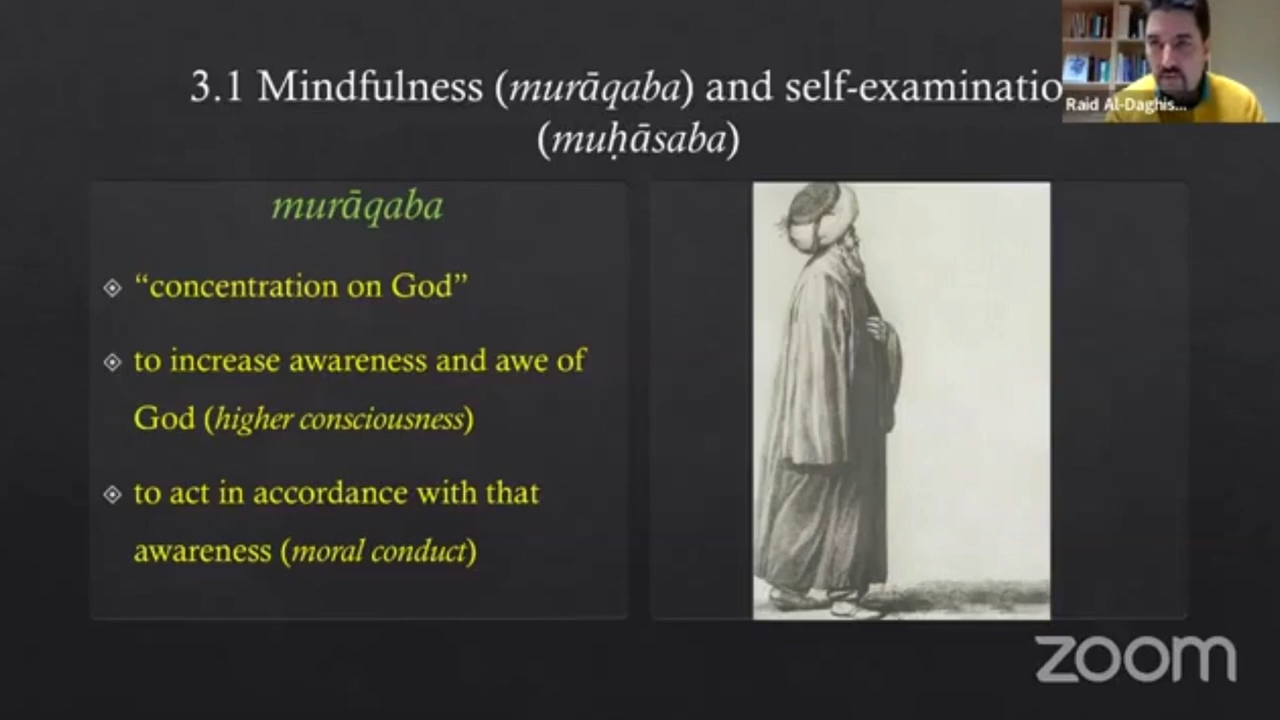 3.1 Mindfulness (murāqaba) and self-examinatio
(muḥāsaba)
Raid Al-Daghis...
murāqaba
“concentration on God”
to increase awareness and awe of
God (higher consciousness)
to act in accordance with that
awareness (moral conduct)
zoom